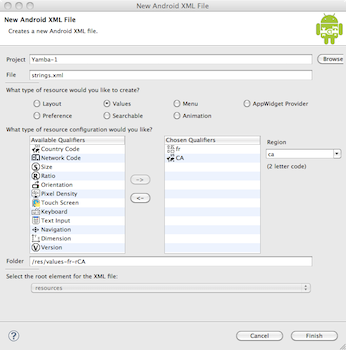 New Android XML File
New Android XML File
Creates a new Android XML file.
Project Yamba-1 Browse
File strings.xml
What type of resource would you like to create?
Layout Values Menu AppWidget Provider
Preference Searchable Animation
What type of resource configuration would you like?
Available Qualifiers Chosen Qualifiers
Country Code fr Region
Network Code CA ca
Size (2 letter code)
Ratio
Orientation
Pixel Density -->
Touch Screen
Keyboard <--
Text Input
Navigation
Dimension
Version
Folder /res/values-fr-rCA
Select the root element for the XML file:
resources
? Cancel Finish